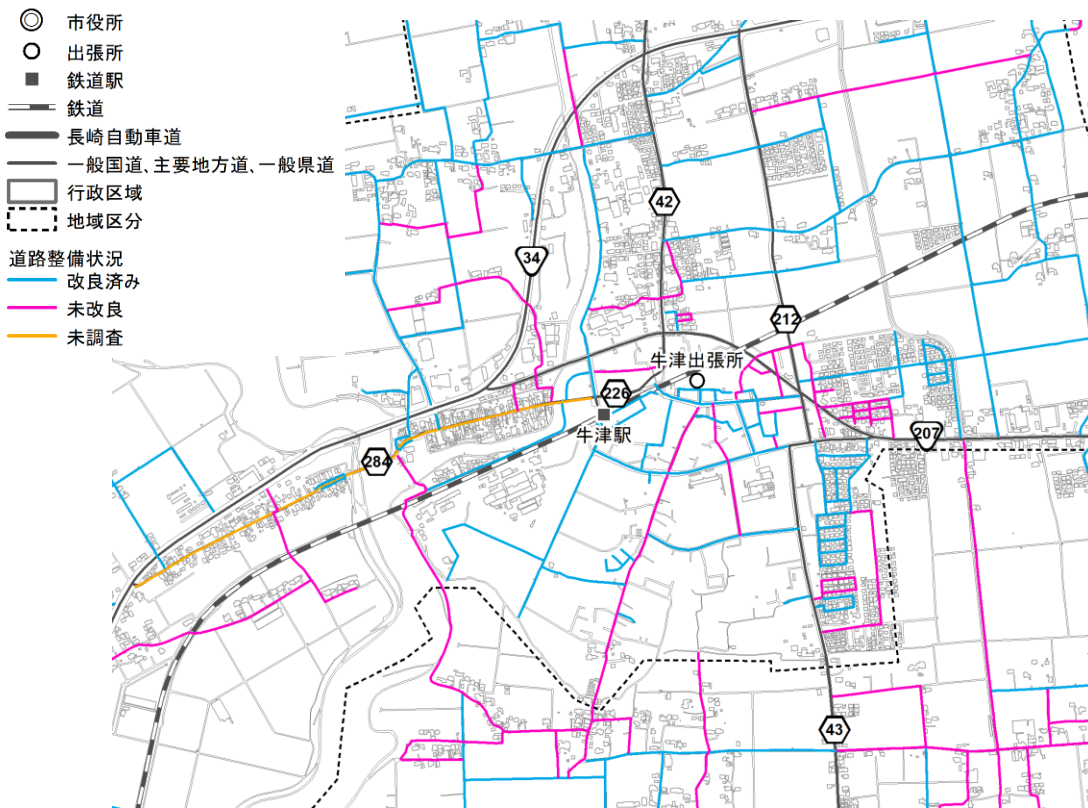 市役所
出張所
鉄道駅
鉄道
長崎自動車道
一般国道､主要地方道､一般県道
行政区域
地域区分
道路整備状況
改良済み
未改良
未調査
42
34
212
牛津出張所
226
牛津駅
207
284
43